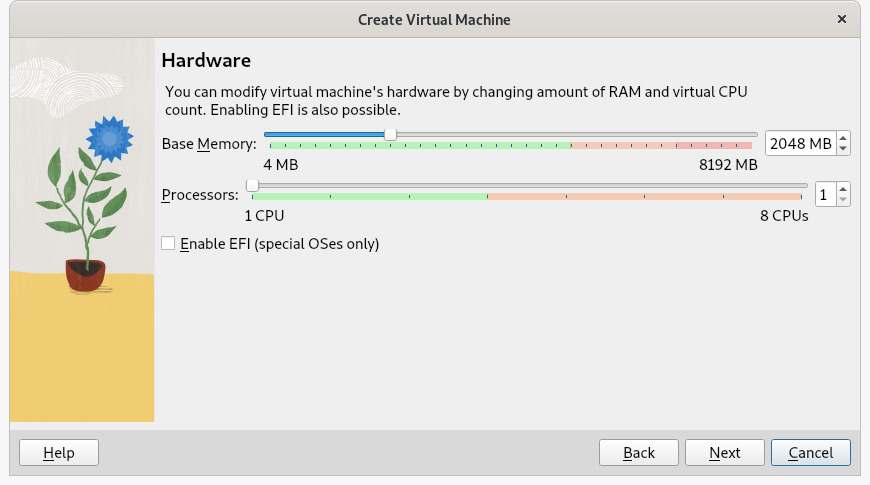 Create Virtual Machine
×
Hardware
You can modify virtual machine's hardware by changing amount of RAM and virtual CPU
count. Enabling EFI is also possible.
Base Memory: 2048 MB
4 MB 8192 MB
Processors: 1
1 CPU 8 CPUs
Enable EFI (special OSes only)
Help Back Next Cancel